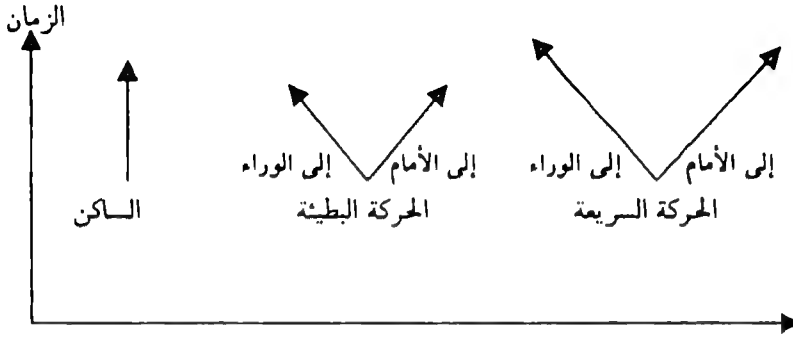 الزمان
إلى الأمام
إلى الوراء
إلى الأمام
إلى الوراء
الحركة السريعة
الحركة البطيئة
الساكن